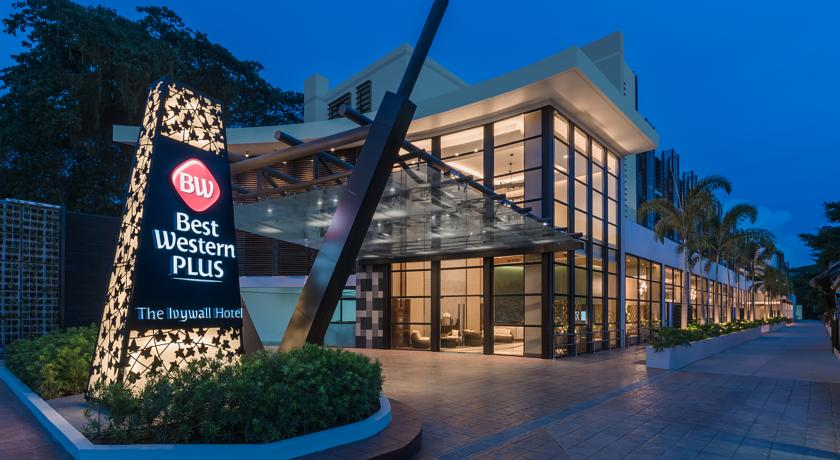 BW
Best
Western
PLUS
The Ivywall Hotel